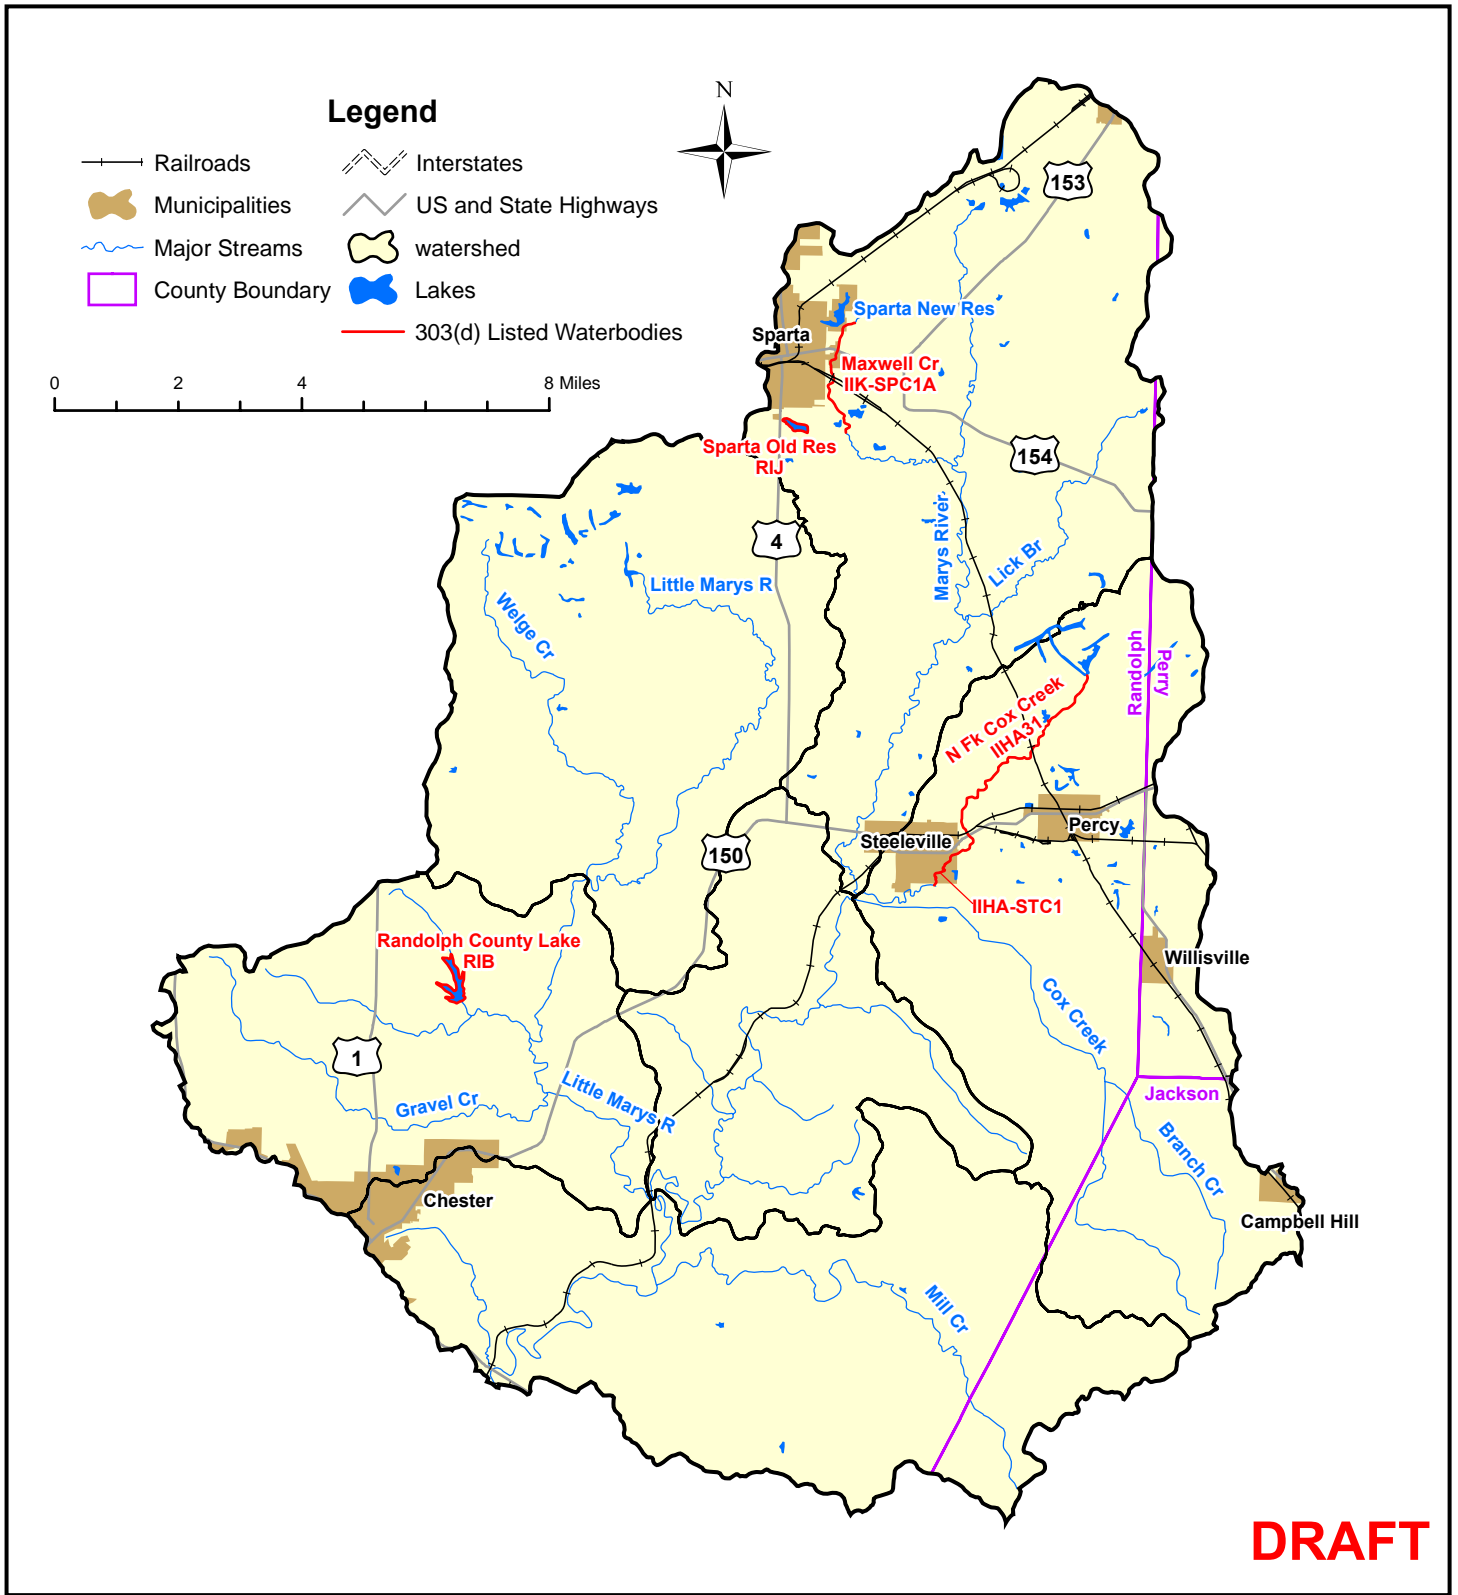 N
Legend
Railroads
Interstates
Municipalities
US and State Highways
Major Streams
watershed
County Boundary
Lakes
303(d) Listed Waterbodies
0 2 4 8 Miles
153
Sparta New Res
Sparta
Maxwell Cr
IIK-SPC1A
Sparta Old Res
RIJ
154
4
Marys River
Lick Br
Little Marys R
Welge Cr
Randolph
Perry
N Fk Cox Creek
IIHA31
Percy
Steeleville
150
IIHA-STC1
Randolph County Lake
RIB
Willisville
Cox Creek
1
Little Marys R
Gravel Cr
Jackson
Branch Cr
Chester
Campbell Hill
Mill Cr
DRAFT